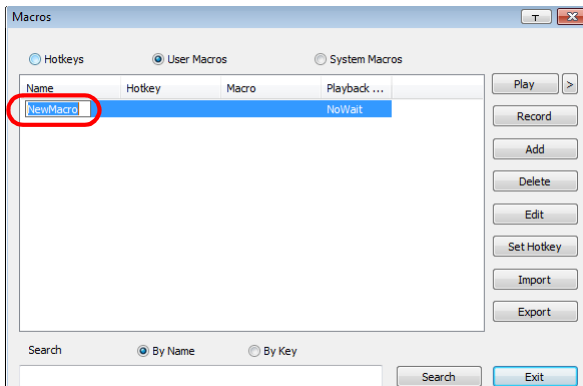 Macros
Hotkeys User Macros System Macros
Name Hotkey Macro Playback ...
NewMacro NoWait
Play >
Record
Add
Delete
Edit
Set Hotkey
Import
Export
Search By Name By Key
Search Exit